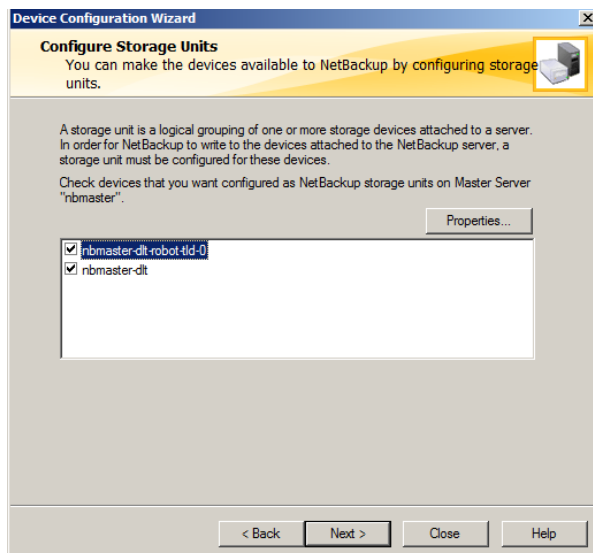 Device Configuration Wizard
Configure Storage Units
You can make the devices available to NetBackup by configuring storage
units.
A storage unit is a logical grouping of one or more storage devices attached to a server.
In order for NetBackup to write to the devices attached to the NetBackup server, a
storage unit must be configured for these devices.
Check devices that you want configured as NetBackup storage units on Master Server
"nbmaster".
Properties...
nbmaster-dlt-robot-tld-0
nbmaster-dlt
< Back Next > Close Help